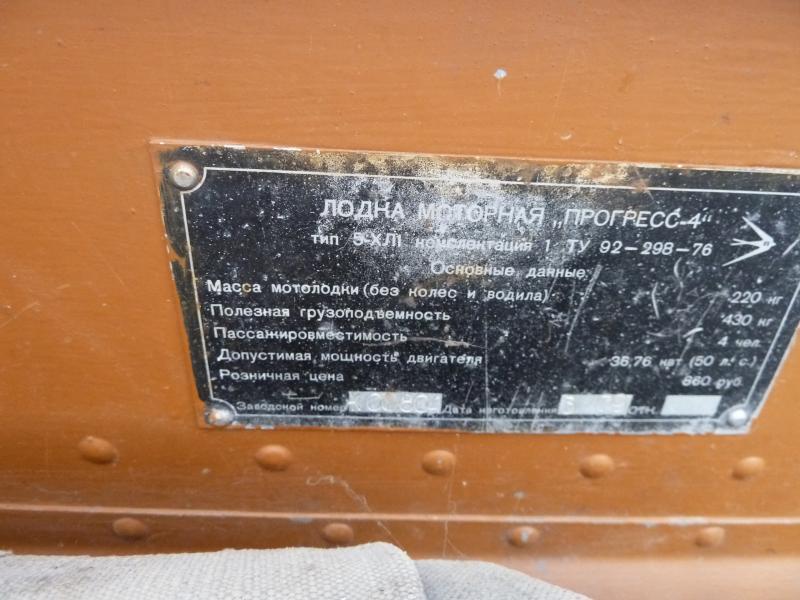 ЛОДКА МОТОРНАЯ „ПРОГРЕСС-4"
тип 5-ХЛ1 комплектация 1 ТУ 92-298-76
Основные данные:
Масса мотолодки (без колес и водила) 220 кг
Полезная грузоподъемность 430 кг
Пассажировместимость 4 чел.
Допустимая мощность двигателя 36,76 квт (50 л.с.)
Розничная цена 660 руб.
Заводской номер Дата изготовления ОТК